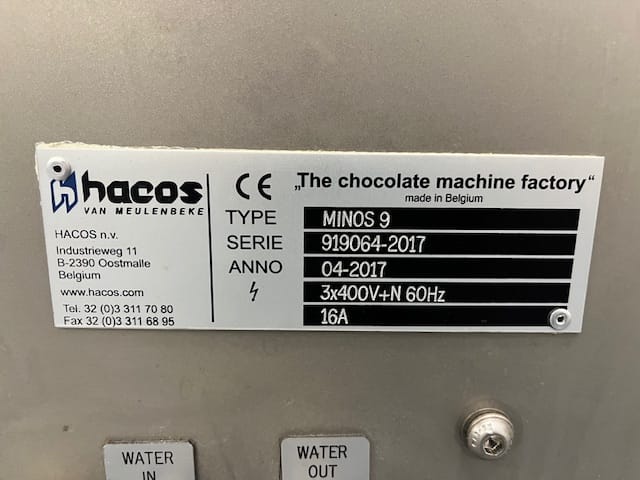 hacos
VAN MEULENBEKE
HACOS n.v.
Industrieweg 11
B-2390 Oostmalle
Belgium
www.hacos.com
Tel. 32 (0)3 311 70 80
Fax 32 (0)3 311 68 95
CE „The chocolate machine factory“
made in Belgium
TYPE MINOS 9
SERIE 919064-2017
ANNO 04-2017
3x400V+N 60Hz
16A
WATER
IN
WATER
OUT